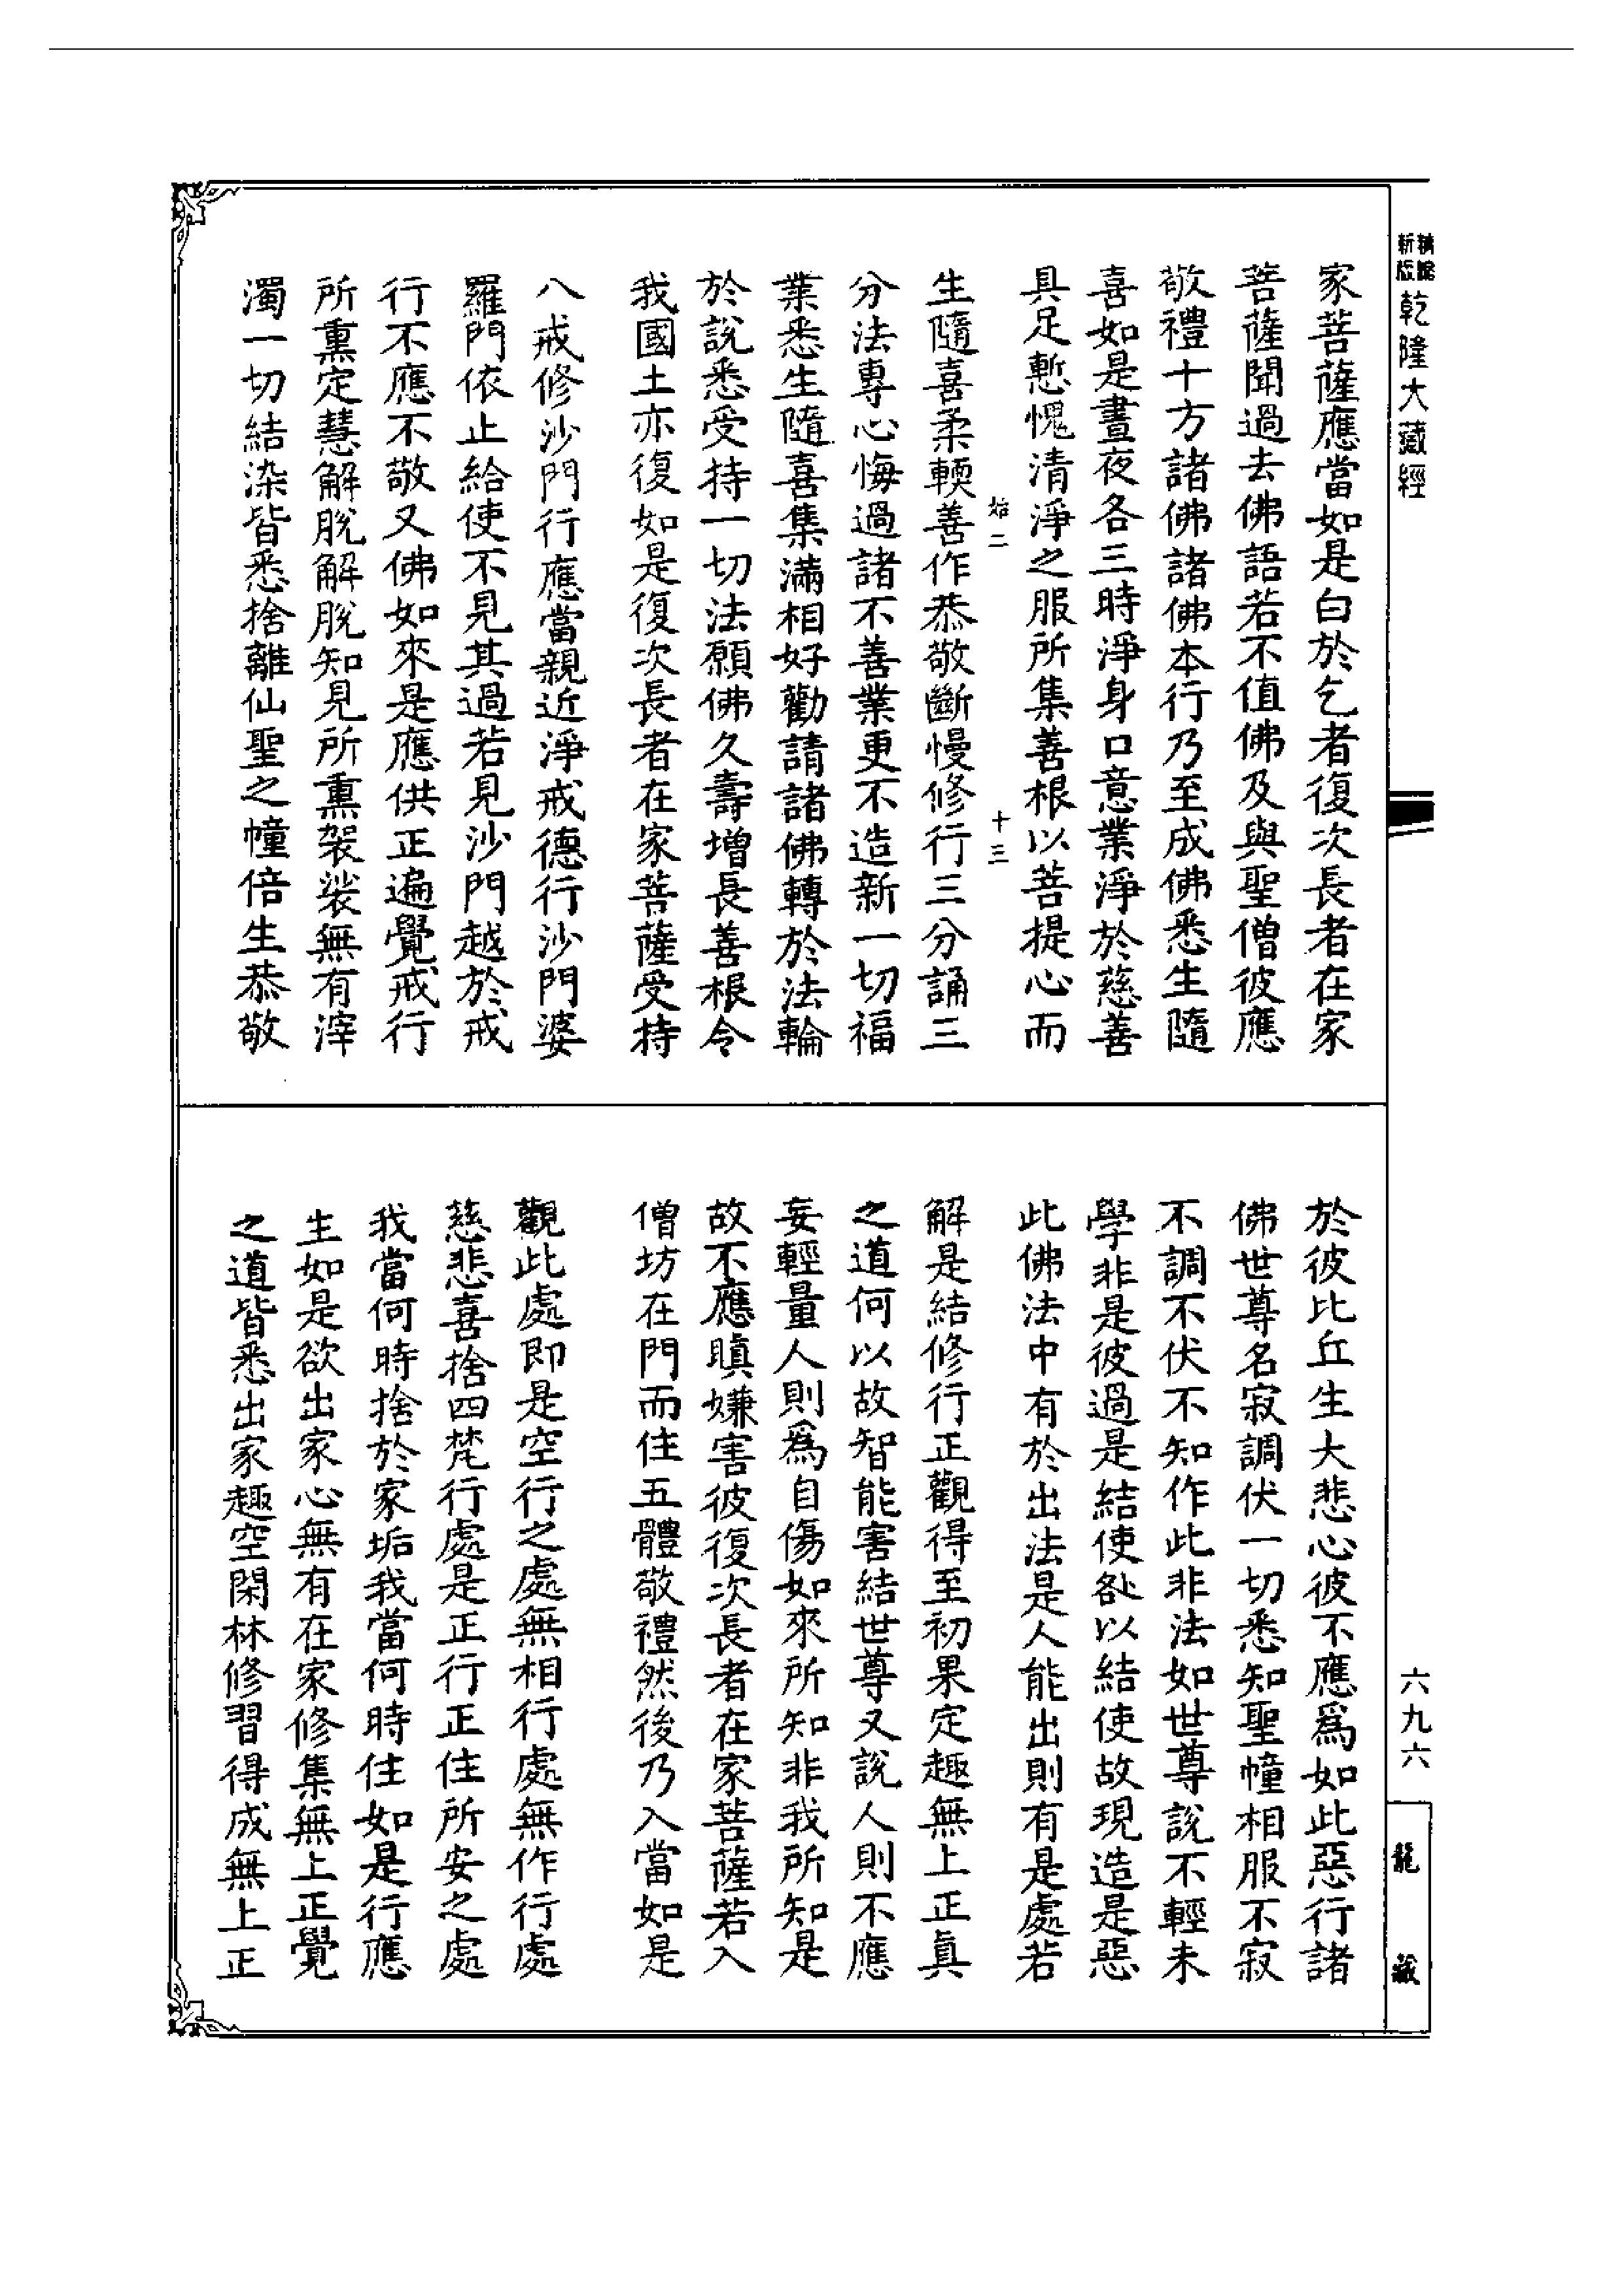 精縮新版乾隆大藏經
家菩薩應當如是白於乞者復次長者在家
菩薩聞過去佛語若不值佛及與聖僧彼應
敬禮十方諸佛諸佛本行乃至成佛悉生隨
喜如是晝夜各三時淨身口意業淨於慈善
具足慙愧清淨之服所集善根以菩提心而
始二 十三
生隨喜柔輭善作恭敬斷慢修行三分誦三
分法專心悔過諸不善業更不造新一切福
業悉生隨喜集滿相好勸請諸佛轉於法輪
於說悉受持一切法願佛久壽增長善根令
我國土亦復如是復次長者在家菩薩受持
八戒修沙門行應當親近淨戒德行沙門婆
羅門依止給使不見其過若見沙門越於戒
行不應不敬又佛如來是應供正遍覺戒行
所熏定慧解脫解脫知見所熏袈裟無有滓
濁一切結染皆悉捨離仙聖之幢倍生恭敬
於彼比丘生大悲心彼不應爲如此惡行諸
佛世尊名寂調伏一切悉知聖幢相服不寂
不調不伏不知作此非法如世尊說不輕未
學非是彼過是結使咎以結使故現造是惡
此佛法中有於出法是人能出則有是處若
解是結修行正觀得至初果定趣無上正眞
之道何以故智能害結世尊又說人則不應
妄輕量人則爲自傷如來所知非我所知是
故不應瞋嫌害彼復次長者在家菩薩若入
僧坊在門而住五體敬禮然後乃入當如是
觀此處即是空行之處無相行處無作行處
慈悲喜捨四梵行處是正行正住所安之處
我當何時捨於家垢我當何時住如是行應
生如是欲出家心無有在家修集無上正覺
之道皆悉出家趣空閑林修習得成無上正
六九六
龍藏